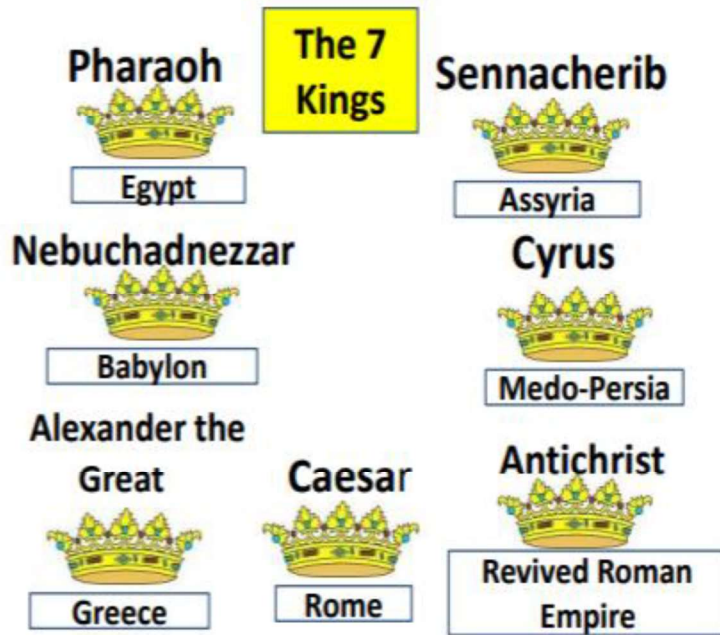 The 7
Kings
Pharaoh
Egypt
Sennacherib
Assyria
Nebuchadnezzar
Babylon
Cyrus
Medo-Persia
Alexander the
Great
Greece
Caesar
Rome
Antichrist
Revived Roman
Empire